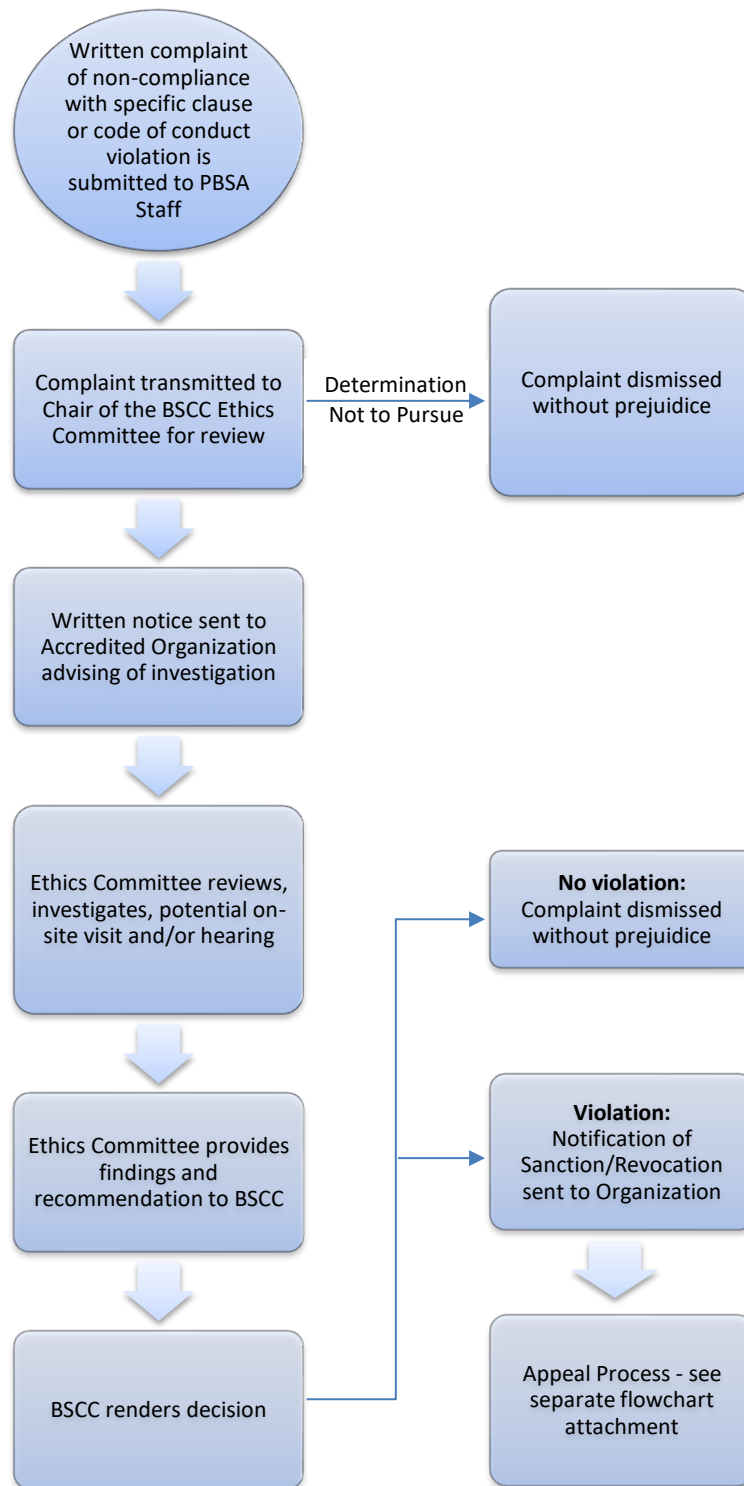 Written complaint
of non-compliance
with specific clause
or code of conduct
violation is
submitted to PBSA
Staff
Complaint transmitted to
Chair of the BSCC Ethics
Committee for review
Determination
Not to Pursue
Complaint dismissed
without prejudice
Written notice sent to
Accredited Organization
advising of investigation
Ethics Committee reviews,
investigates, potential on-
site visit and/or hearing
No violation:
Complaint dismissed
without prejudice
Ethics Committee provides
findings and
recommendation to BSCC
Violation:
Notification of
Sanction/Revocation
sent to Organization
BSCC renders decision
Appeal Process - see
separate flowchart
attachment